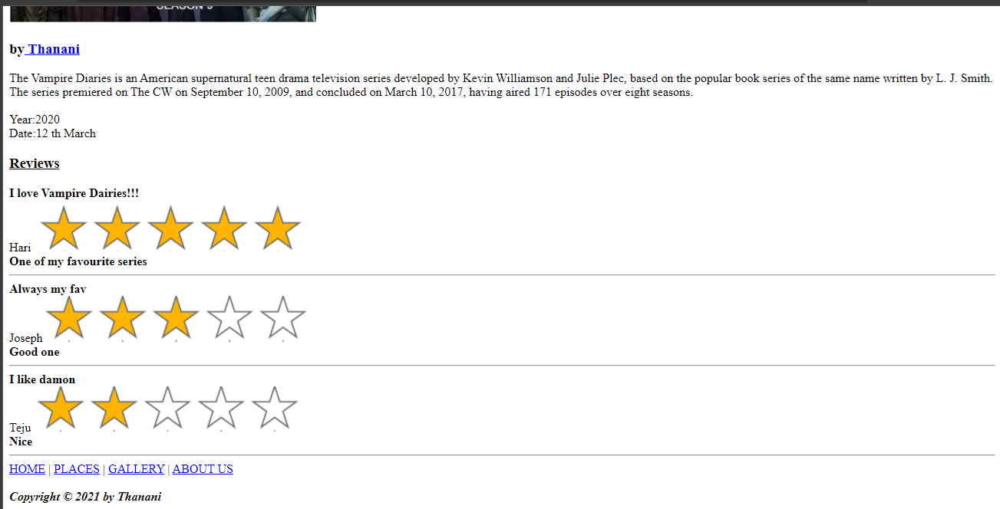 SEASON 5
by Thanani
The Vampire Diaries is an American supernatural teen drama television series developed by Kevin Williamson and Julie Plec, based on the popular book series of the same name written by L. J. Smith.
The series premiered on The CW on September 10, 2009, and concluded on March 10, 2017, having aired 171 episodes over eight seasons.
Year:2020
Date:12 th March
Reviews
I love Vampire Dairies!!!
Hari
One of my favourite series
Always my fav
Joseph
Good one
I like damon
Teju
Nice
HOME | PLACES | GALLERY | ABOUT US
Copyright © 2021 by Thanani